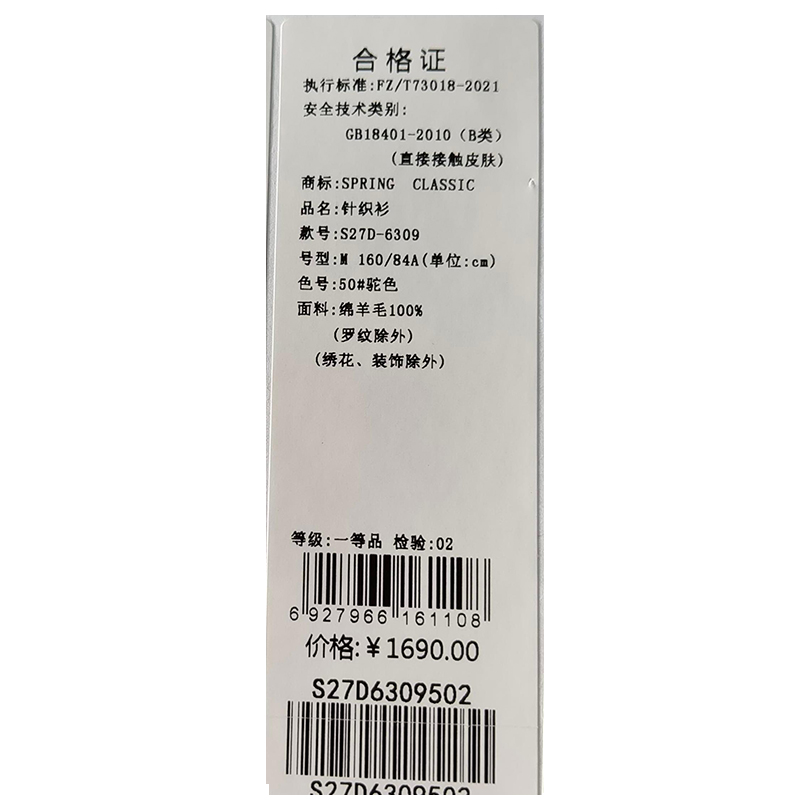 合格证
执行标准:FZ/T73018-2021
安全技术类别:
GB18401-2010（B类）
(直接接触皮肤)
商标:SPRING CLASSIC
品名:针织衫
款号:S27D-6309
号型:M 160/84A(单位:cm)
色号:50#驼色
面料:绵羊毛100%
(罗纹除外)
(绣花、装饰除外)
等级:一等品 检验:02
6 927966 161108
价格:¥1690.00
S27D6309502
S27D6309502